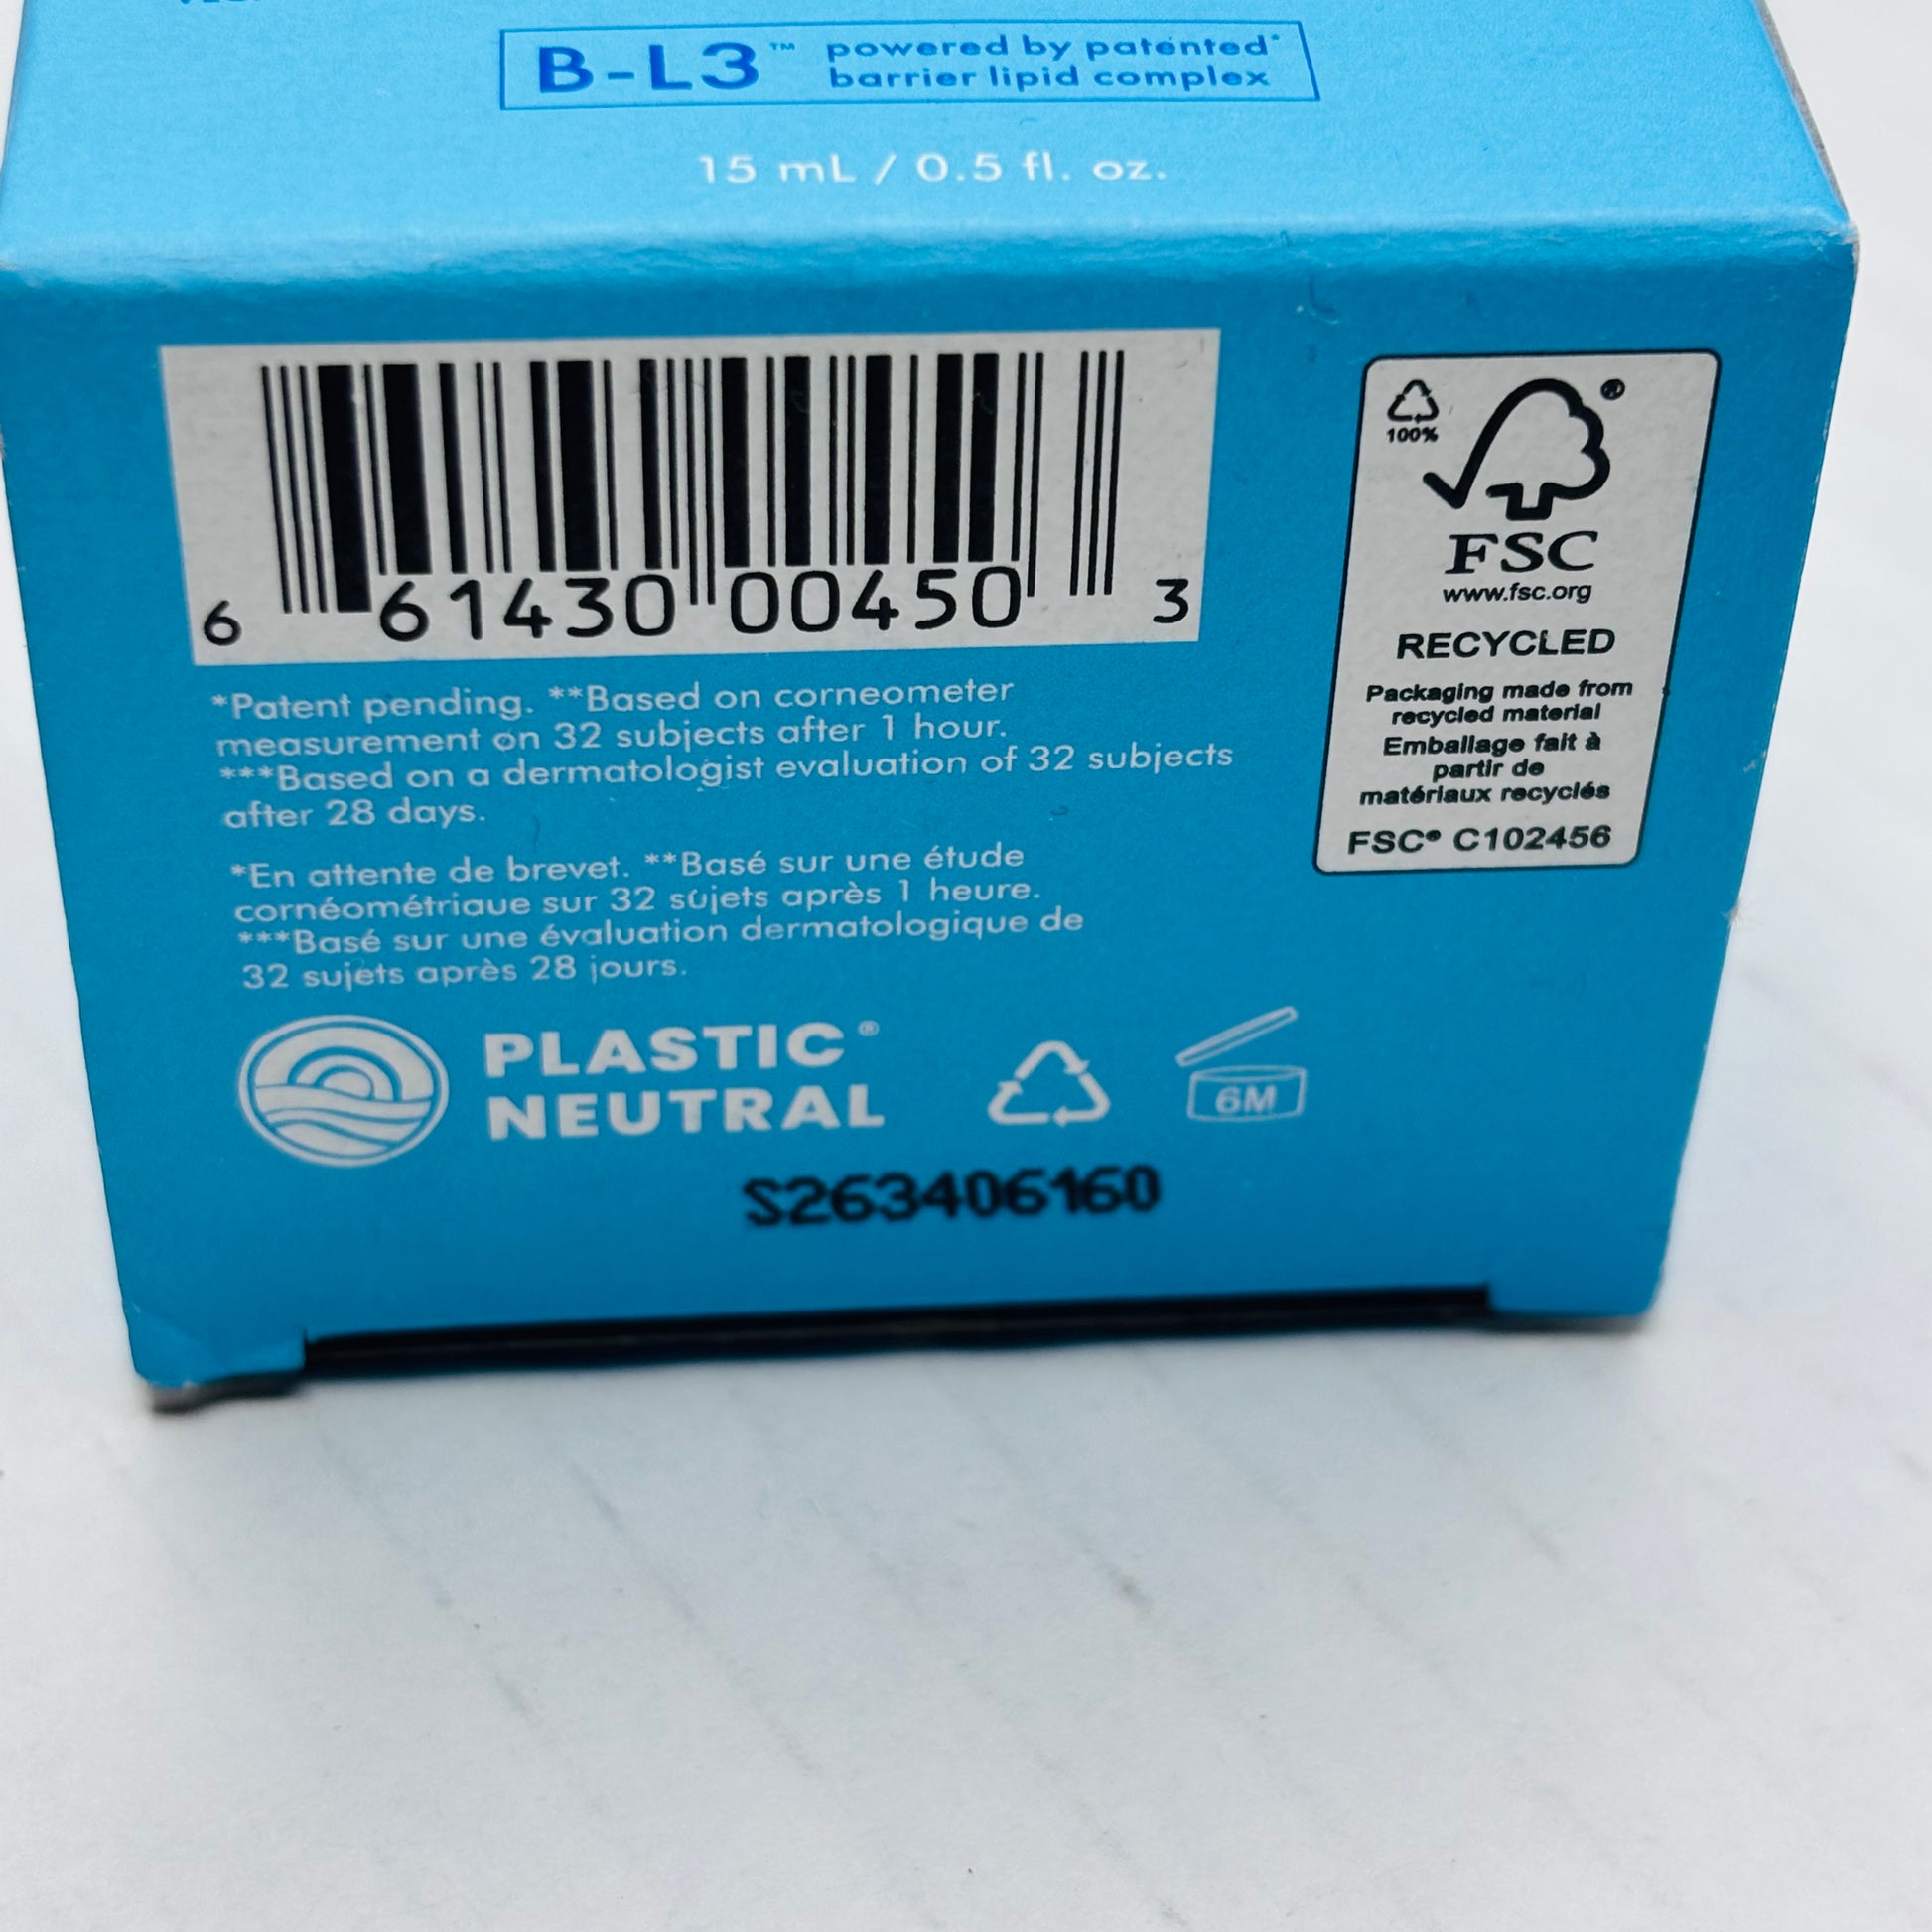 B-L3™ powered by patented*
barrier lipid complex
15 mL / 0.5 fl. oz.
6 61430 00450 3
*Patent pending. **Based on corneometer
measurement on 32 subjects after 1 hour.
***Based on a dermatologist evaluation of 32 subjects
after 28 days.
*En attente de brevet. **Basé sur une étude
cornéométrique sur 32 sujets après 1 heure.
***Basé sur une évaluation dermatologique de
32 sujets après 28 jours.
PLASTIC®
NEUTRAL
6M
S263406160
®
100%
FSC
www.fsc.org
RECYCLED
Packaging made from
recycled material
Emballage fait à
partir de
matériaux recyclés
FSC® C102456